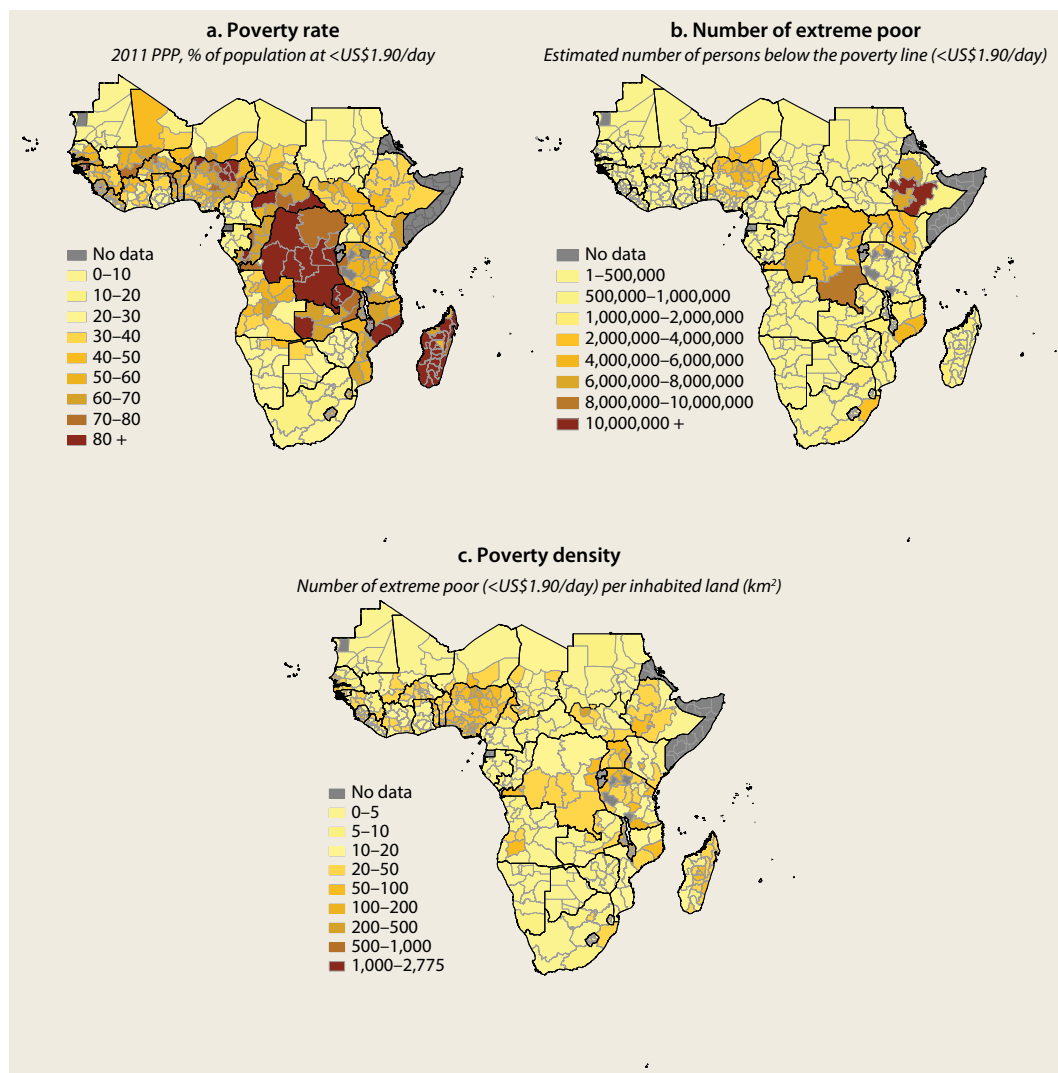 a. Poverty rate
2011 PPP, % of population at <US$1.90/day
No data
0–10
10–20
20–30
30–40
40–50
50–60
60–70
70–80
80 +
b. Number of extreme poor
Estimated number of persons below the poverty line (<US$1.90/day)
No data
1–500,000
500,000–1,000,000
1,000,000–2,000,000
2,000,000–4,000,000
4,000,000–6,000,000
6,000,000–8,000,000
8,000,000–10,000,000
10,000,000 +
c. Poverty density
Number of extreme poor (<US$1.90/day) per inhabited land (km²)
No data
0–5
5–10
10–20
20–50
50–100
100–200
200–500
500–1,000
1,000–2,775